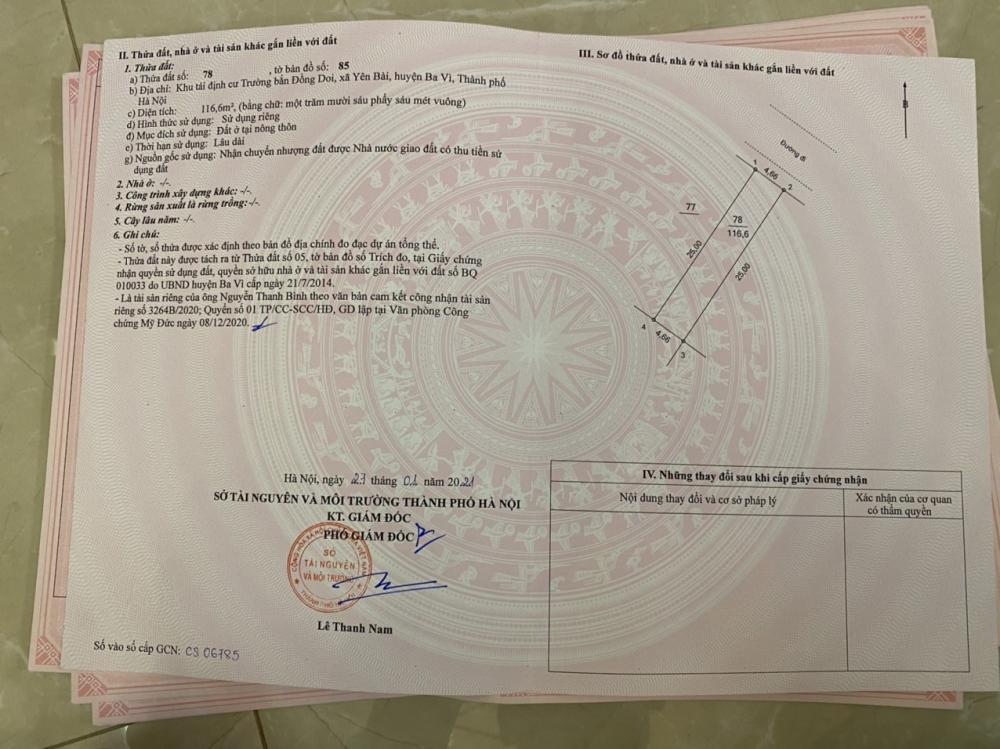 II. Thửa đất, nhà ở và tài sản khác gắn liền với đất
1. Thửa đất:
a) Thửa đất số: 78 , tờ bản đồ số: 85
b) Địa chỉ: Khu tái định cư Trường bắn Đồng Doi, xã Yên Bài, huyện Ba Vì, Thành phố
Hà Nội
c) Diện tích: 116,6m², (bằng chữ: một trăm mười sáu phẩy sáu mét vuông)
d) Hình thức sử dụng: Sử dụng riêng
đ) Mục đích sử dụng: Đất ở tại nông thôn
e) Thời hạn sử dụng: Lâu dài
g) Nguồn gốc sử dụng: Nhận chuyển nhượng đất được Nhà nước giao đất có thu tiền sử
dụng đất
2. Nhà ở: -/-.
3. Công trình xây dựng khác: -/-.
4. Rừng sản xuất là rừng trồng:-/-.
5. Cây lâu năm: -/-.
6. Ghi chú:
- Số tờ, số thửa được xác định theo bản đồ địa chính đo đạc dự án tổng thể.
- Thửa đất này được tách ra từ Thửa đất số 05, tờ bản đồ số Trích đo, tại Giấy chứng
nhận quyền sử dụng đất, quyền sở hữu nhà ở và tài sản khác gắn liền với đất số BQ
010033 do UBND huyện Ba Vì cấp ngày 21/7/2014.
- Là tài sản riêng của ông Nguyễn Thanh Bình theo văn bản cam kết công nhận tài sản
riêng số 3264B/2020; Quyển số 01 TP/CC-SCC/HĐ, GD lập tại Văn phòng Công
chứng Mỹ Đức ngày 08/12/2020.
Hà Nội, ngày 27 tháng 01 năm 2021
SỞ TÀI NGUYÊN VÀ MÔI TRƯỜNG THÀNH PHỐ HÀ NỘI
KT. GIÁM ĐỐC
PHÓ GIÁM ĐỐC
SỞ
TÀI NGUYÊN
VÀ MÔI TRƯỜNG
Lê Thanh Nam
Số vào sổ cấp GCN: CS 06785
III. Sơ đồ thửa đất, nhà ở và tài sản khác gắn liền với đất
B
Đường đi
1
4,66
2
77
78
116,6
25,00
25,00
4
4,66
3
IV. Những thay đổi sau khi cấp giấy chứng nhận
Nội dung thay đổi và cơ sở pháp lý
Xác nhận của cơ quan
có thẩm quyền